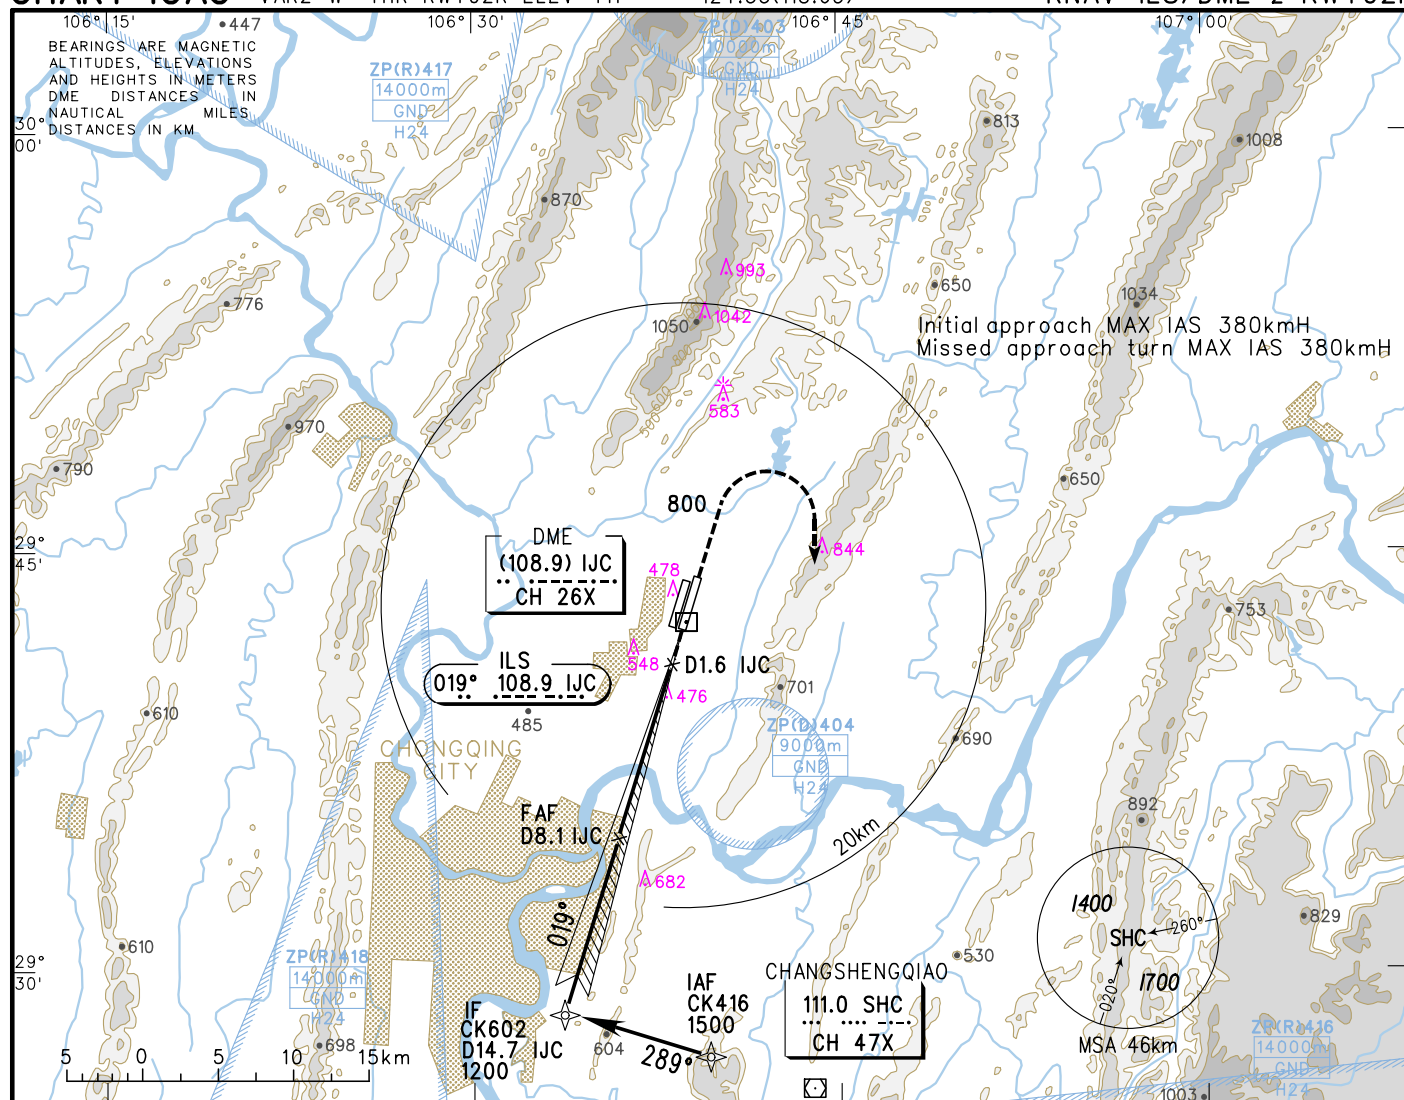 106° 15'
106° 30'
106° 45'
107° 00'
447
BEARINGS ARE MAGNETIC
ALTITUDES, ELEVATIONS
AND HEIGHTS IN METERS
DME DISTANCES IN
NAUTICAL MILES
DISTANCES IN KM
ZP(R)417
14000m
GND
H24
ZP(D)403
10000m
GND
H24
30°
00'
813
1008
870
993
650
776
1034
1042
1050
Initial approach MAX IAS 380kmH
Missed approach turn MAX IAS 380kmH
800
500 600
583
970
790
650
800
DME
(108.9) IJC
CH 26X
29°
45'
844
478
753
ILS
019° 108.9 IJC
548
D1.6 IJC
476
701
610
485
690
ZP(D)404
9000m
GND
H24
CHONGQING
CITY
892
FAF
D8.1 IJC
20km
682
1400
SHC
260°
1700
020°
MSA 46km
829
019°
610
530
29°
30'
ZP(R)418
14000m
GND
H24
IAF
CK416
1500
CHANGSHENGQIAO
111.0 SHC
CH 47X
IF
CK602
D14.7 IJC
1200
604
289°
698
ZP(R)416
14000m
GND
H24
5 0 5 10 15km
1003